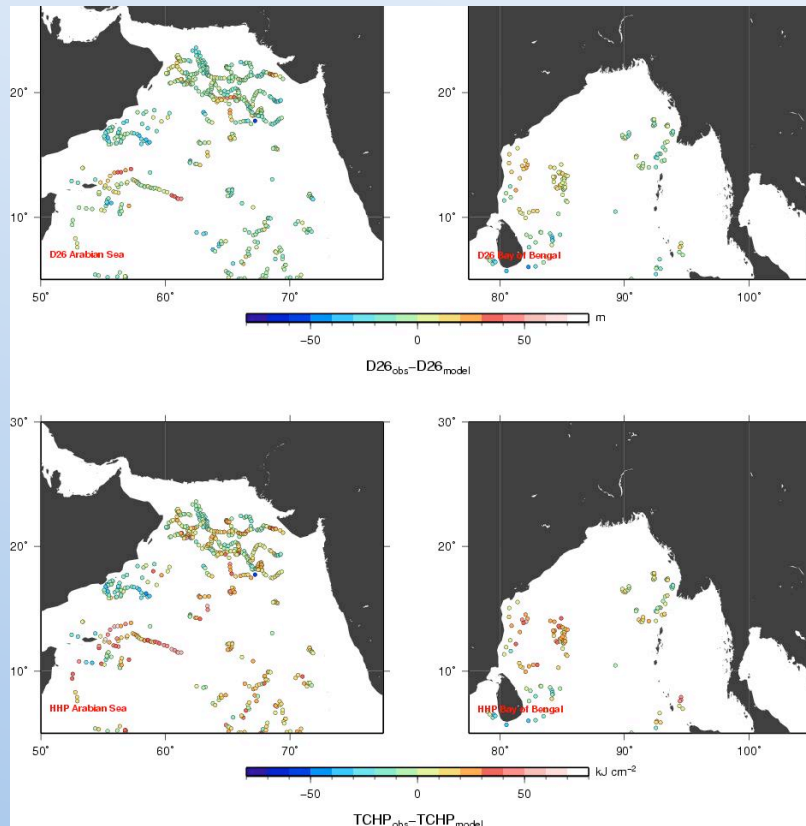 20°
10°
D26 Arabian Sea
D26 Bay of Bengal
50° 60° 70° 80° 90° 100°
m
−50 0 50
D26obs−D26model
30° 30°
20° 20°
10° 10°
HHP Arabian Sea
HHP Bay of Bengal
50° 60° 70° 80° 90° 100°
kJ cm⁻²
−50 0 50
TCHPobs−TCHPmodel